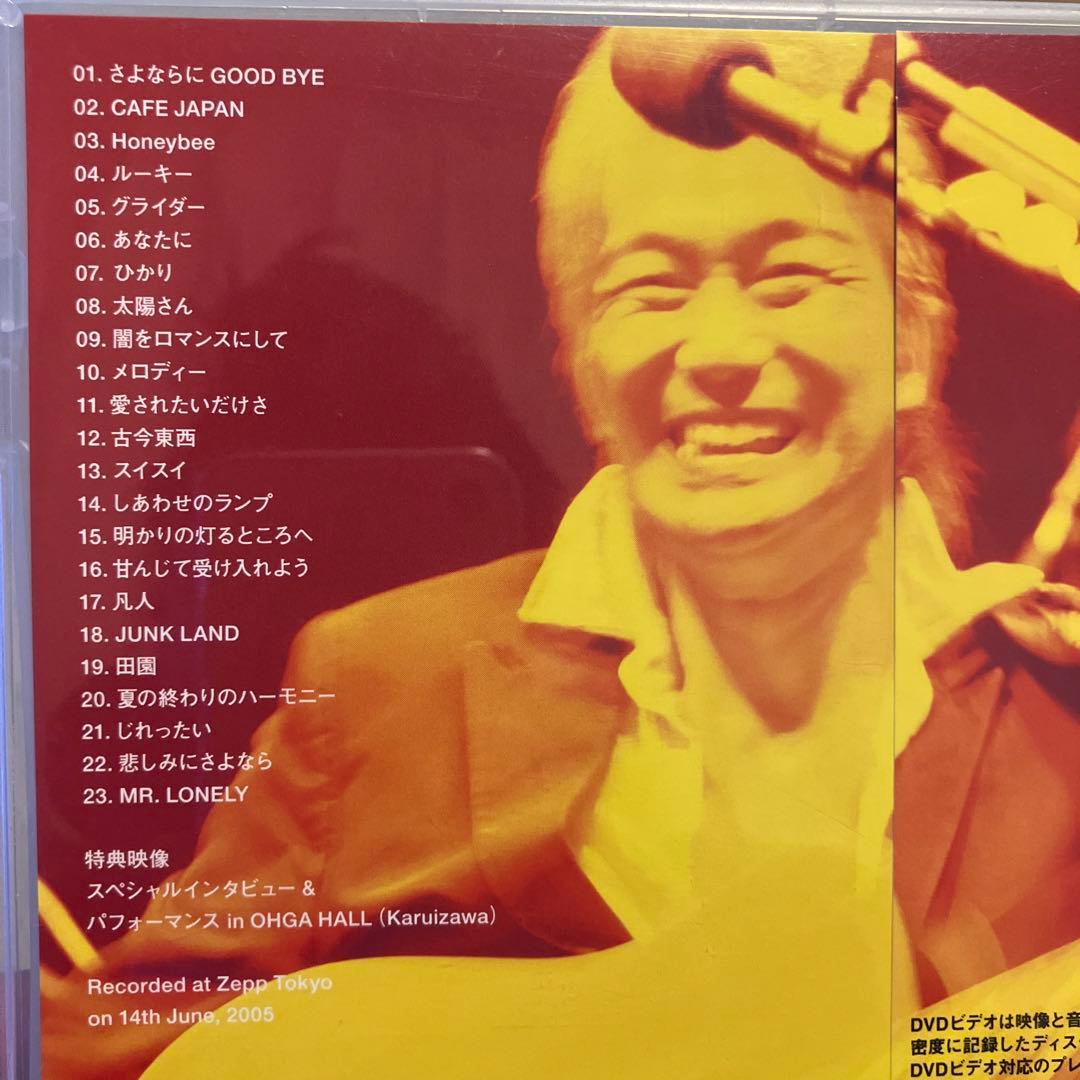 01. さよならに GOOD BYE
02. CAFE JAPAN
03. Honeybee
04. ルーキー
05. グライダー
06. あなたに
07. ひかり
08. 太陽さん
09. 闇をロマンスにして
10. メロディー
11. 愛されたいだけさ
12. 古今東西
13. スイスイ
14. しあわせのランプ
15. 明かりの灯るところへ
16. 甘んじて受け入れよう
17. 凡人
18. JUNK LAND
19. 田園
20. 夏の終わりのハーモニー
21. じれったい
22. 悲しみにさよなら
23. MR. LONELY
特典映像
スペシャルインタビュー &
パフォーマンス in OHGA HALL (Karuizawa)
Recorded at Zepp Tokyo
on 14th June, 2005
DVDビデオは映像と音
密度に記録したディス
DVDビデオ対応のプレ